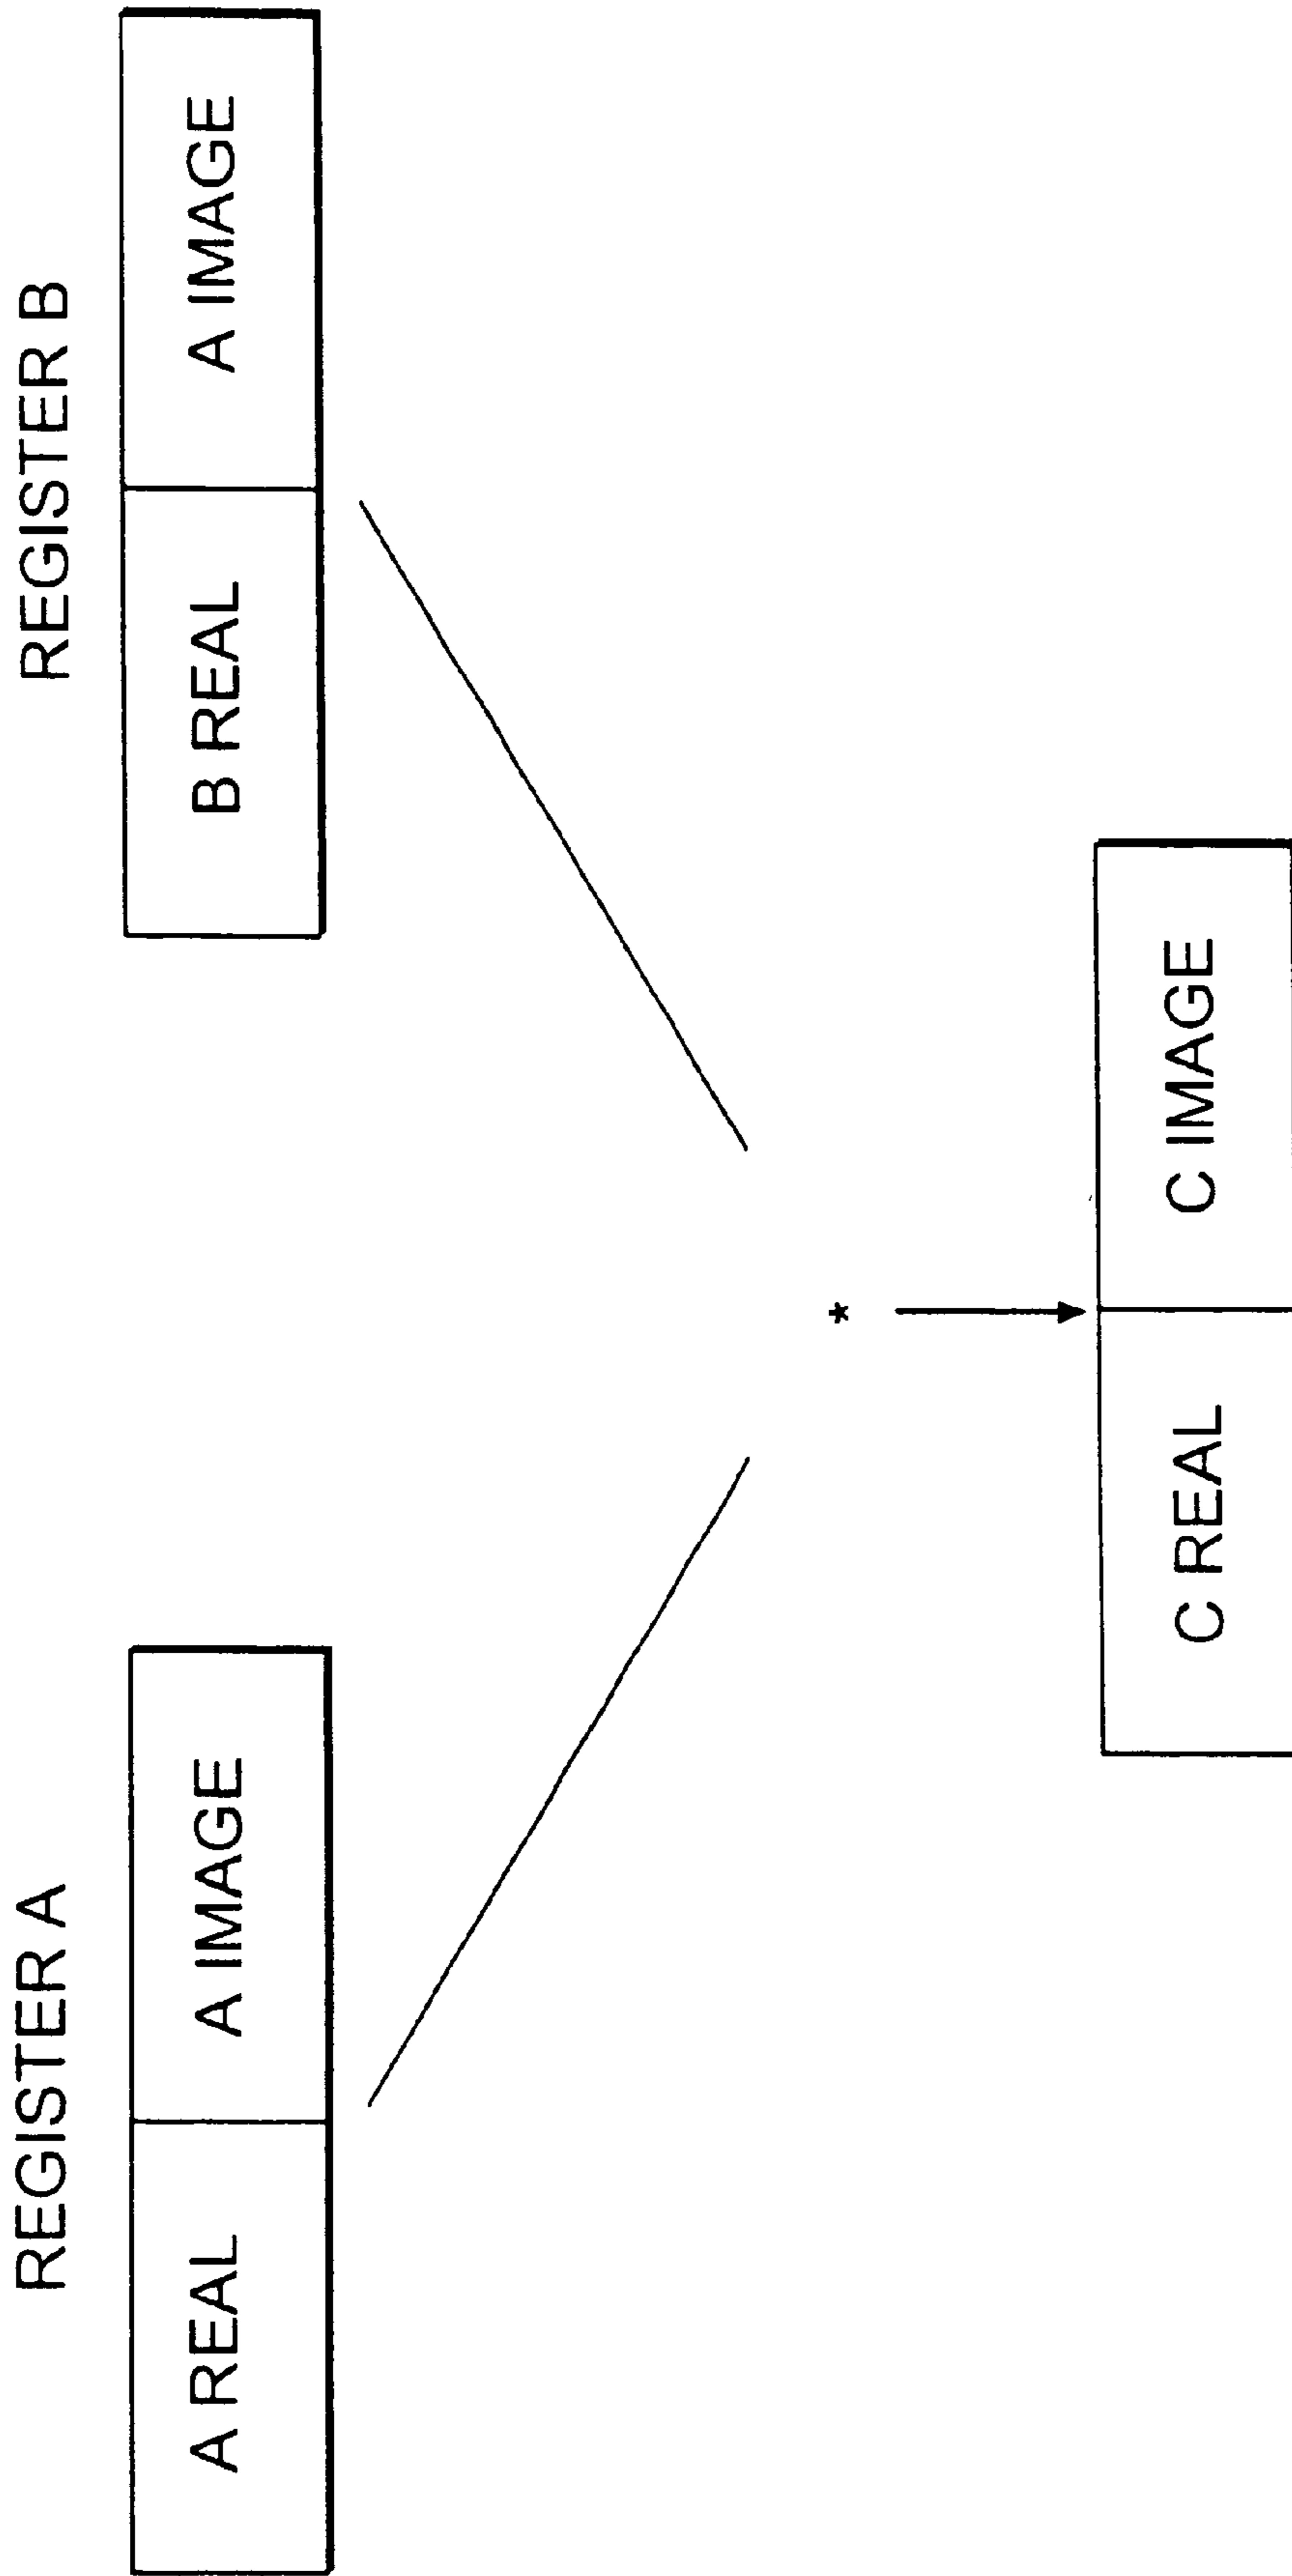 REGISTER A
A REAL
A IMAGE
REGISTER B
B REAL
A IMAGE
*
C REAL
C IMAGE